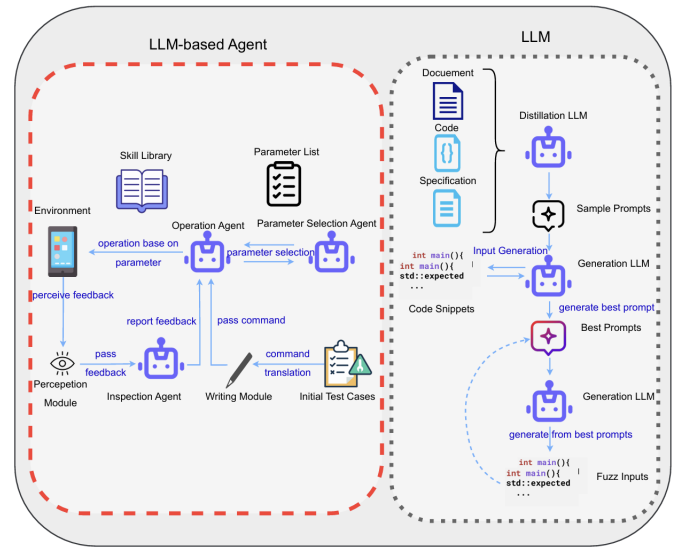 LLM-based Agent
Skill Library
Parameter List
Environment
Operation Agent
Parameter Selection Agent
operation base on
parameter
parameter selection
perceive feedback
report feedback
pass command
pass
feedback
command
translation
Percepetion
Module
Inspection Agent
Writing Module
Initial Test Cases
LLM
Docuement
Code
{}
Specification
Distillation LLM
Sample Prompts
Input Generation
int main(){
int main(){
std::expected
...
Code Snippets
Generation LLM
generate best prompt
Best Prompts
Generation LLM
generate from best prompts
int main(){
int main(){
std::expected
...
Fuzz Inputs